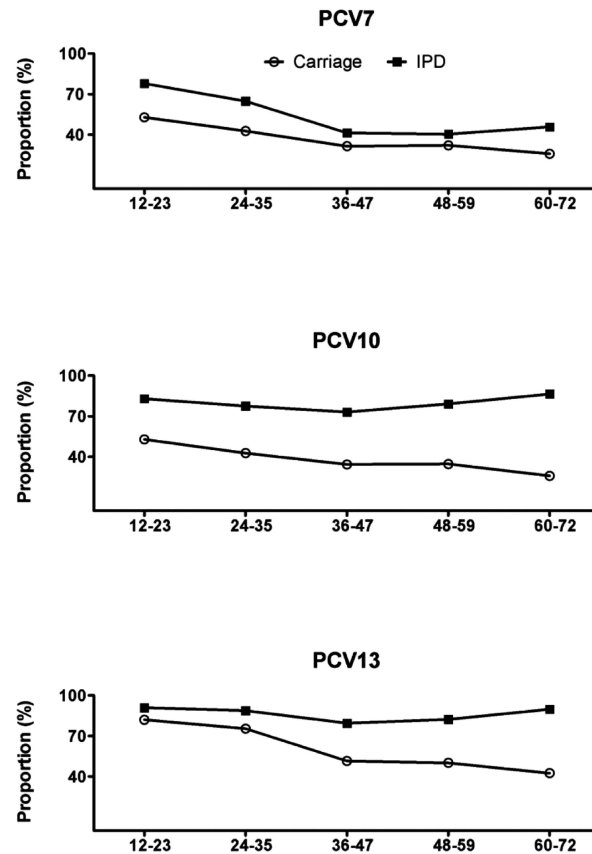 PCV7
Proportion (%)
100
70
40
Carriage IPD
12-23 24-35 36-47 48-59 60-72
PCV10
Proportion (%)
100
70
40
12-23 24-35 36-47 48-59 60-72
PCV13
Proportion (%)
100
70
40
12-23 24-35 36-47 48-59 60-72